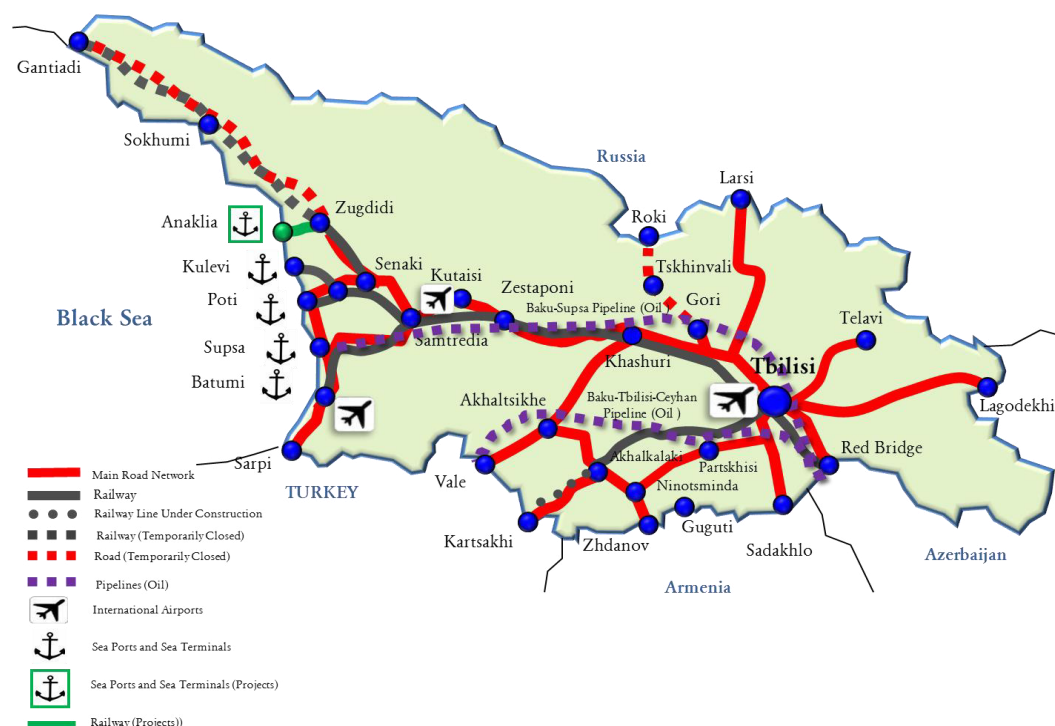 Gantiadi
Sokhumi
Russia
Larsi
Zugdidi
Anaklia
Roki
Tskhinvali
Kulevi
Senaki
Kutaisi
Zestaponi
Gori
Poti
Baku-Supsa Pipeline (Oil )
Telavi
Black Sea
Samtredia
Supsa
Khashuri
Tbilisi
Batumi
Akhaltsikhe
Baku-Tbilisi-Ceyhan
Pipeline (Oil )
Lagodekhi
Sarpi
Vale
Akhalkalaki
Partskhisi
Red Bridge
TURKEY
Ninotsminda
Guguti
Kartsakhi
Zhdanov
Sadakhlo
Azerbaijan
Armenia
Main Road Network
Railway
Railway Line Under Construction
Railway (Temporarily Closed)
Road (Temporarily Closed)
Pipelines (Oil)
International Airports
Sea Ports and Sea Terminals
Sea Ports and Sea Terminals (Projects)
Railway (Projects))